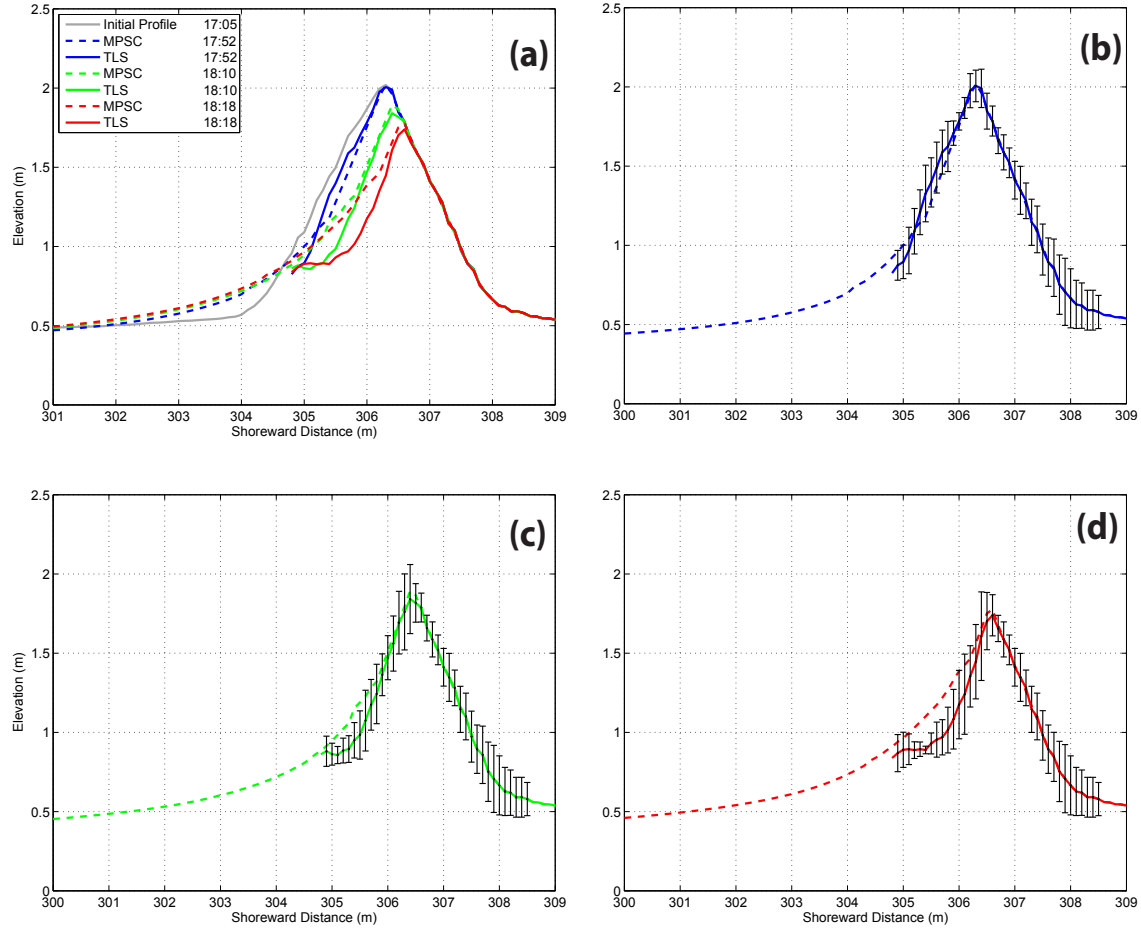 Initial Profile 17:05
MPSC 17:52
TLS 17:52
MPSC 18:10
TLS 18:10
MPSC 18:18
TLS 18:18
(a)
2.5
2
1.5
1
0.5
0
Elevation (m)
301 302 303 304 305 306 307 308 309
Shoreward Distance (m)
(b)
2.5
2
1.5
1
0.5
0
300 301 302 303 304 305 306 307 308 309
(c)
2.5
2
1.5
1
0.5
0
Elevation (m)
300 301 302 303 304 305 306 307 308 309
Shoreward Distance (m)
(d)
2.5
2
1.5
1
0.5
0
300 301 302 303 304 305 306 307 308 309
Shoreward Distance (m)